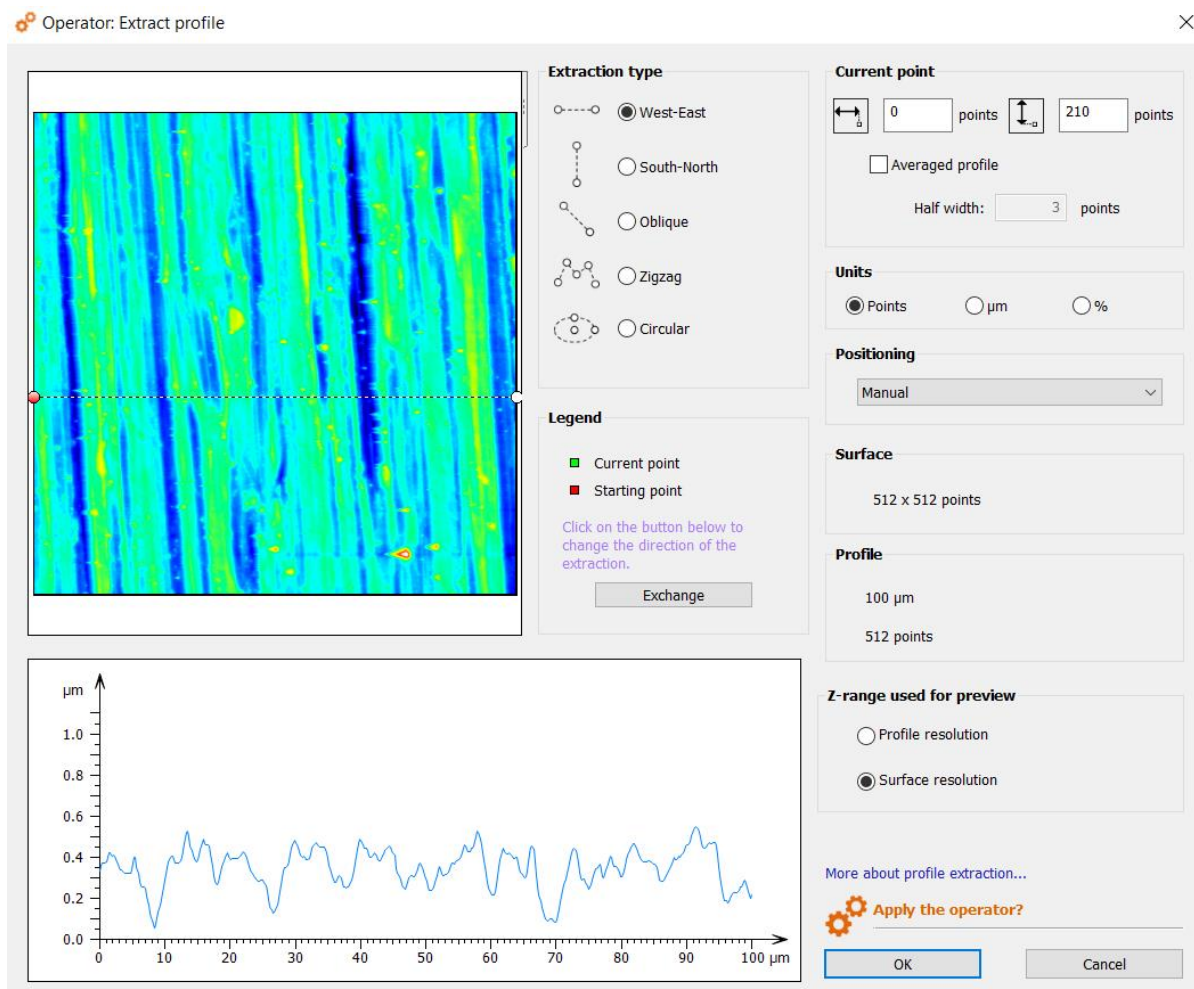 Operator: Extract profile
Extraction type
West-East
South-North
Oblique
Zigzag
Circular
Legend
Current point
Starting point
Click on the button below to
change the direction of the
extraction.
Exchange
Current point
0 points 210 points
Averaged profile
Half width: 3 points
Units
Points µm %
Positioning
Manual
Surface
512 x 512 points
Profile
100 µm
512 points
Z-range used for preview
Profile resolution
Surface resolution
More about profile extraction...
Apply the operator?
OK Cancel
µm
1.0
0.8
0.6
0.4
0.2
0.0
0 10 20 30 40 50 60 70 80 90 100 µm